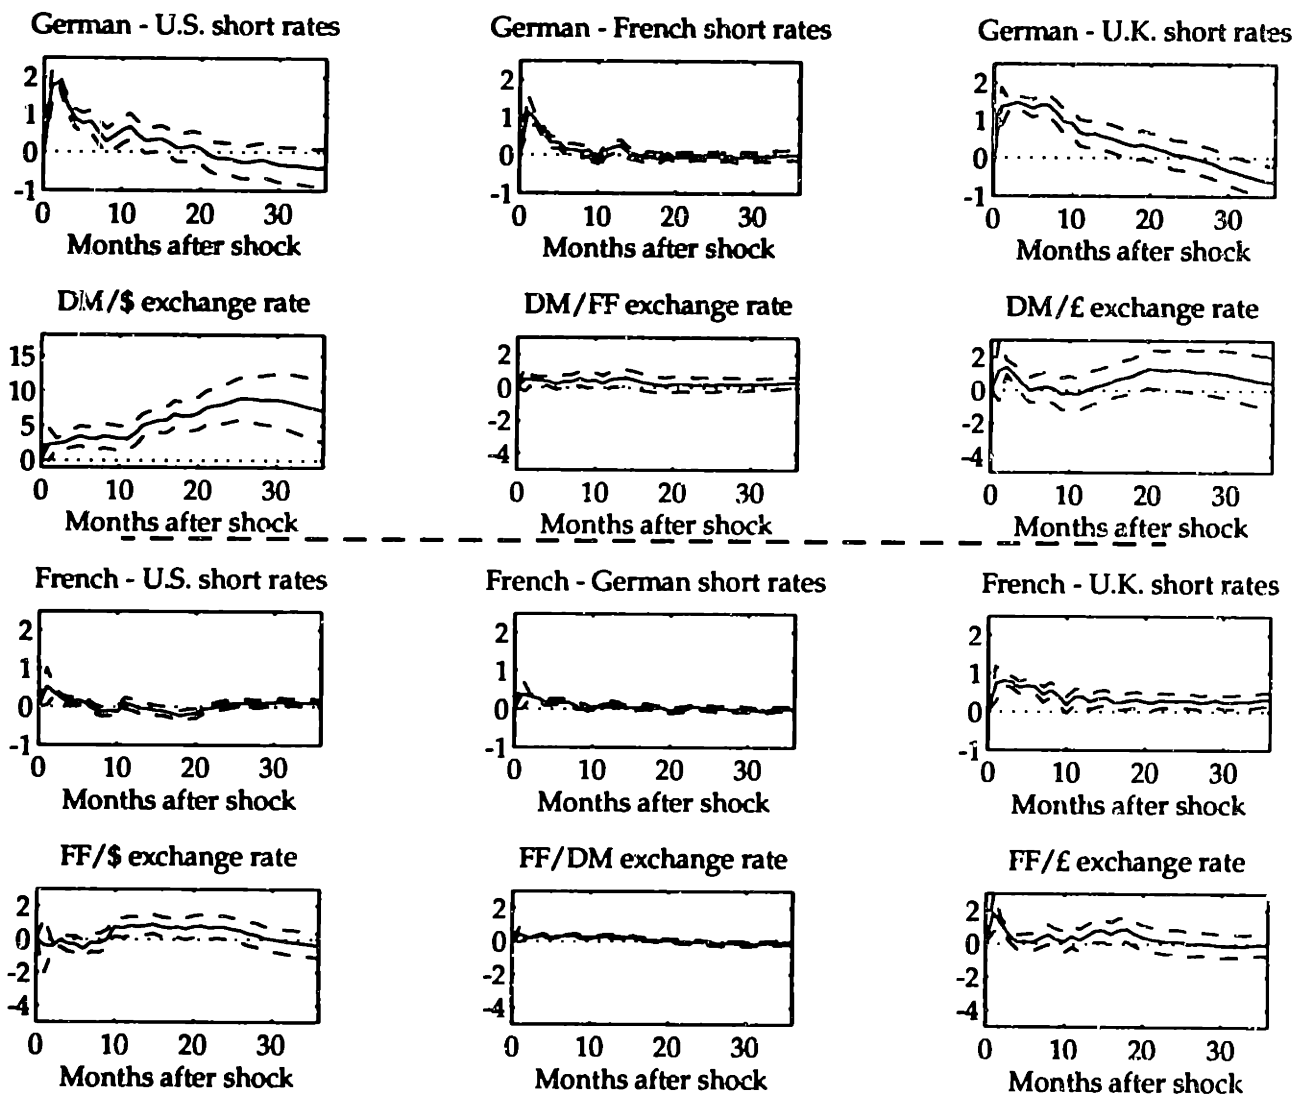 German - U.S. short rates
German - French short rates
German - U.K. short rates
2
1
0
-1
0 10 20 30
Months after shock
2
1
0
-1
0 10 20 30
Months after shock
2
1
0
-1
0 10 20 30
Months after shock
DM/$ exchange rate
DM/FF exchange rate
DM/£ exchange rate
15
10
5
0
0 10 20 30
Months after shock
2
0
-2
-4
0 10 20 30
Months after shock
2
0
-2
-4
0 10 20 30
Months after shock
French - U.S. short rates
French - German short rates
French - U.K. short rates
2
1
0
-1
0 10 20 30
Months after shock
2
1
0
-1
0 10 20 30
Months after shock
2
1
0
-1
0 10 20 30
Months after shock
FF/$ exchange rate
FF/DM exchange rate
FF/£ exchange rate
2
0
-2
-4
0 10 20 30
Months after shock
2
0
-2
-4
0 10 20 30
Months after shock
2
0
-2
-4
0 10 20 30
Months after shock